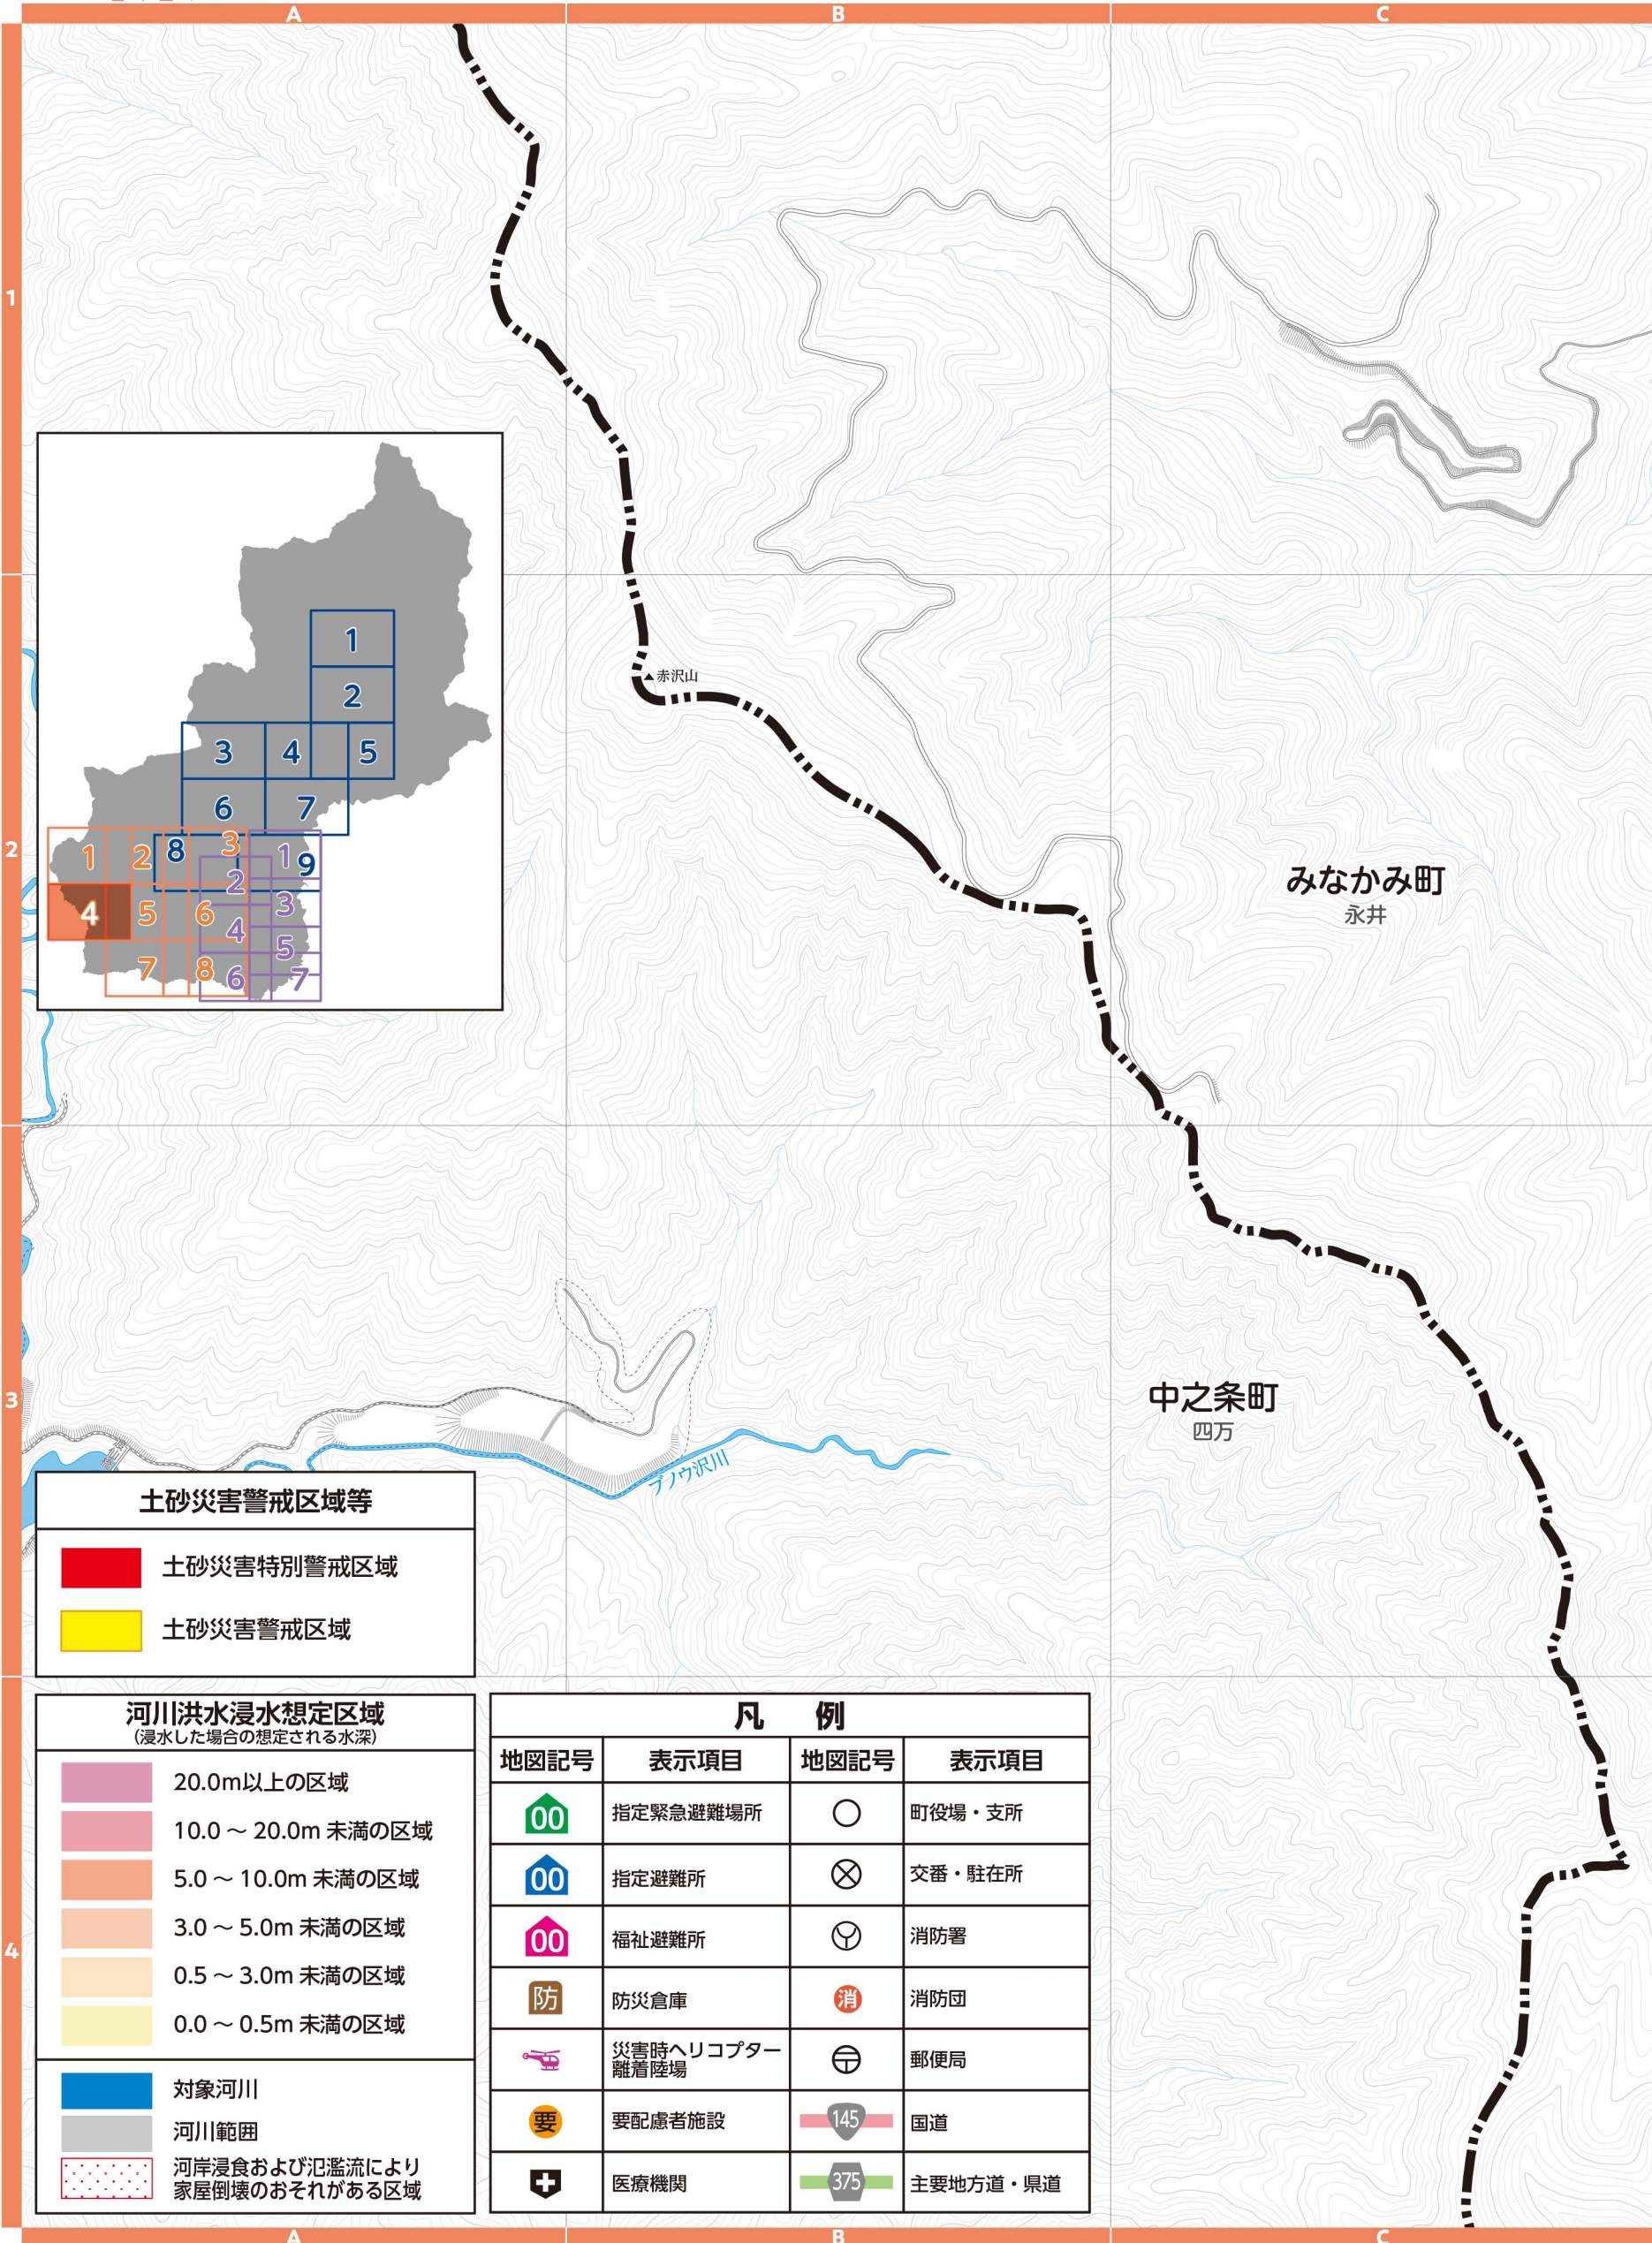 A
B
C
1
赤沢山
1
2
3
4
5
6
7
8
9
1
2
3
4
5
6
7
8
1
2
3
4
5
6
7
2
みなかみ町
永井
3
中之条町
四万
ブノウ沢川
土砂災害警戒区域等
土砂災害特別警戒区域
土砂災害警戒区域
河川洪水浸水想定区域
(浸水した場合の想定される水深)
20.0m以上の区域
10.0 ～ 20.0m 未満の区域
5.0 ～ 10.0m 未満の区域
3.0 ～ 5.0m 未満の区域
0.5 ～ 3.0m 未満の区域
0.0 ～ 0.5m 未満の区域
対象河川
河川範囲
河岸浸食および氾濫流により
家屋倒壊のおそれがある区域
凡 例
地図記号 表示項目 地図記号 表示項目
00 指定緊急避難場所 町役場・支所
00 指定避難所 交番・駐在所
00 福祉避難所 消防署
防 防災倉庫 消 消防団
災害時ヘリコプター
離着陸場 郵便局
要 要配慮者施設 145 国道
医療機関 375 主要地方道・県道
4
A
B
C